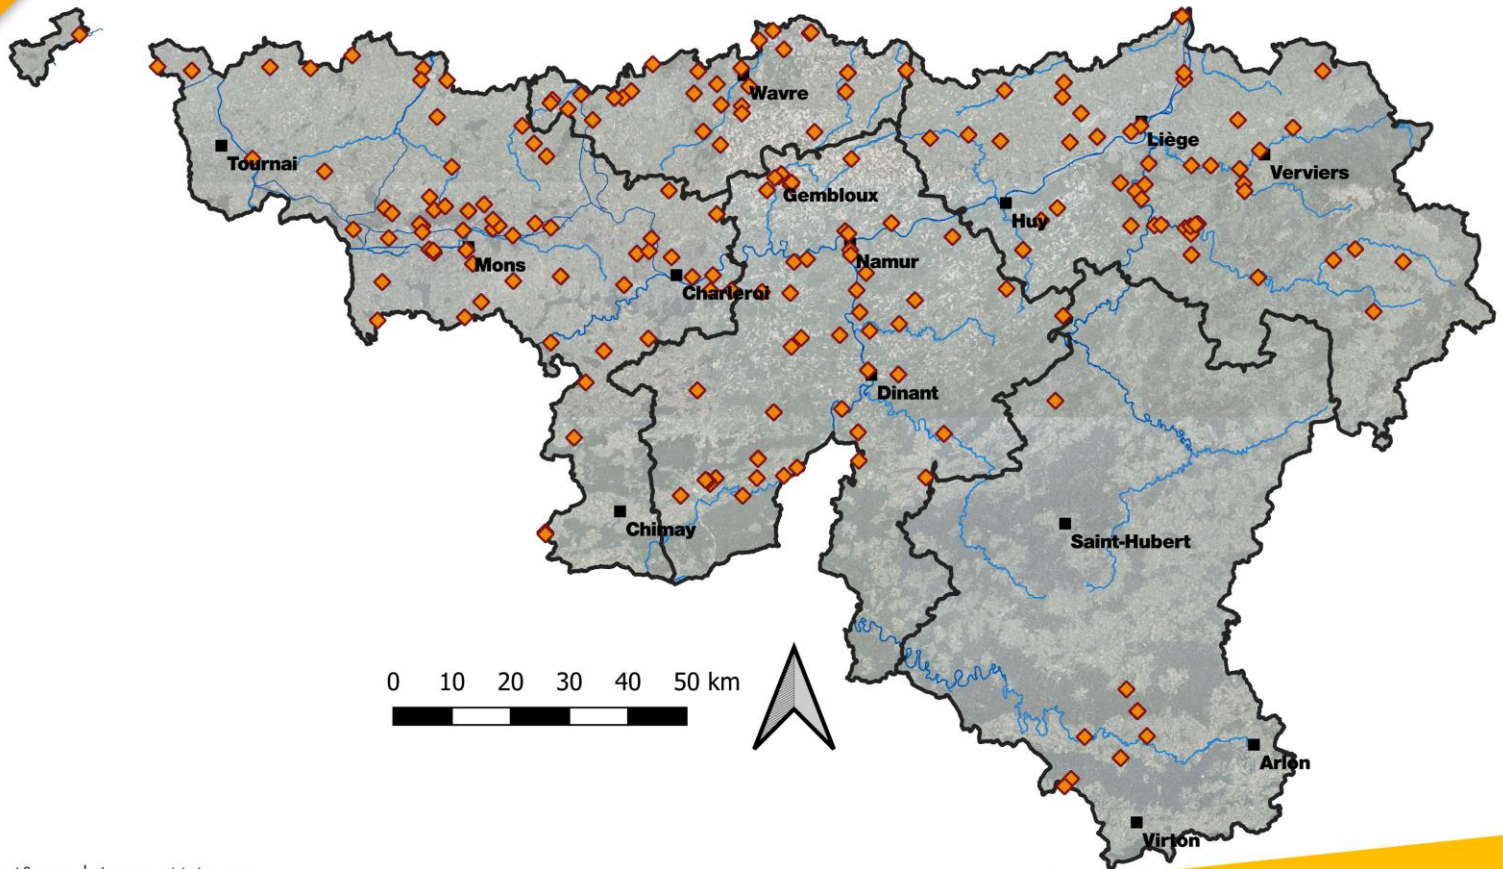 Wavre
Tournai
Liège
Verviers
Gembloux
Huy
Mons
Namur
Charleroi
Dinant
Chimay
Saint-Hubert
0 10 20 30 40 50 km
Arlon
Virton